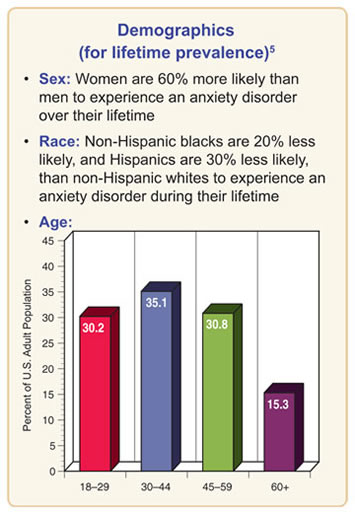 Demographics
(for lifetime prevalence)5
• Sex: Women are 60% more likely than
men to experience an anxiety disorder
over their lifetime
• Race: Non-Hispanic blacks are 20% less
likely, and Hispanics are 30% less likely,
than non-Hispanic whites to experience an
anxiety disorder during their lifetime
• Age:
Percent of U.S. Adult Population
45
40
35
30
25
20
15
10
5
0
30.2
35.1
30.8
15.3
18–29
30–44
45–59
60+